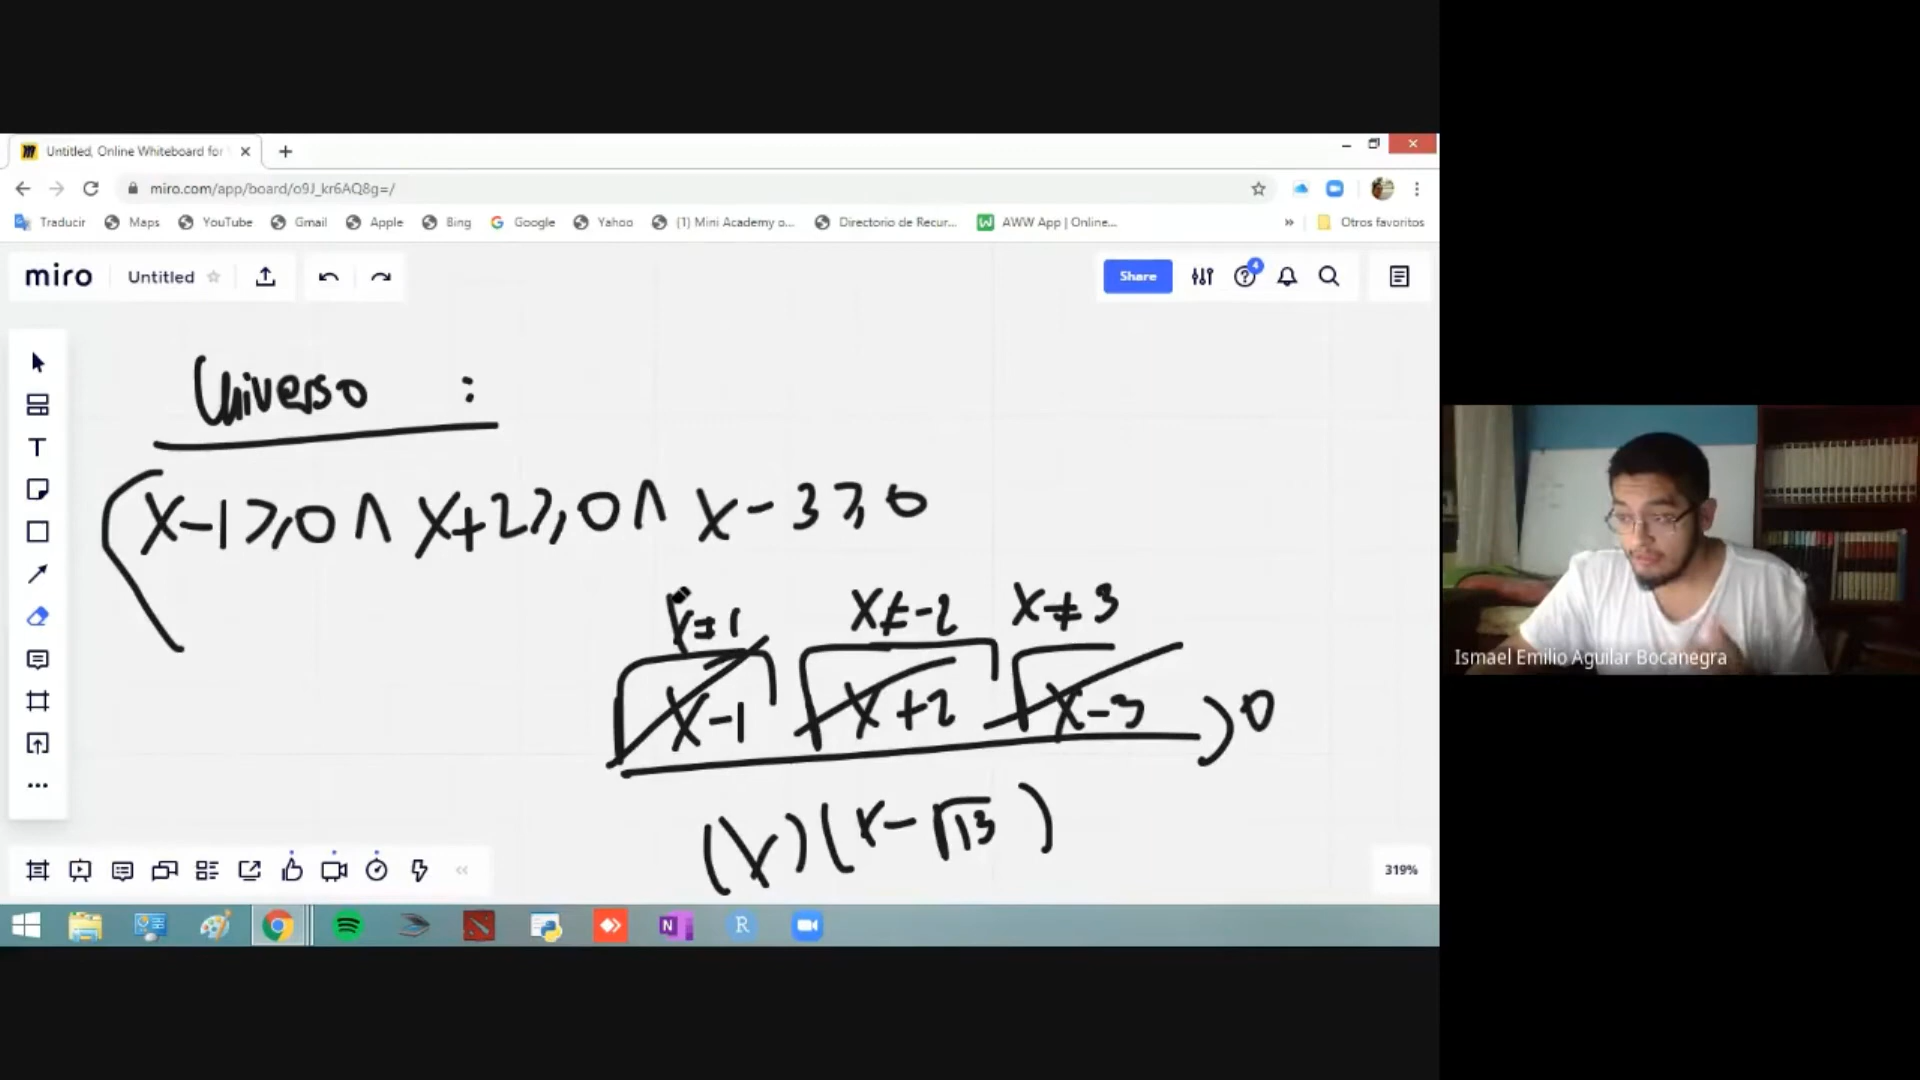 Untitled, Online Whiteboard for
miro.com/app/board/o9J_kr6AQ8g=/
Traducir Maps YouTube Gmail Apple Bing Google Yahoo (1) Mini Academy o... Directorio de Recur... AWW App | Online... » Otros favoritos
miro Untitled Share 4
Universo :
x-1≥0 ∧ x+2≥0 ∧ x-3≥0
x≠1 x≠-2 x≠3
x-1 x+2 x-3 >0
(x)(x-√13)
Ismael Emilio Aguilar Bocanegra
319%